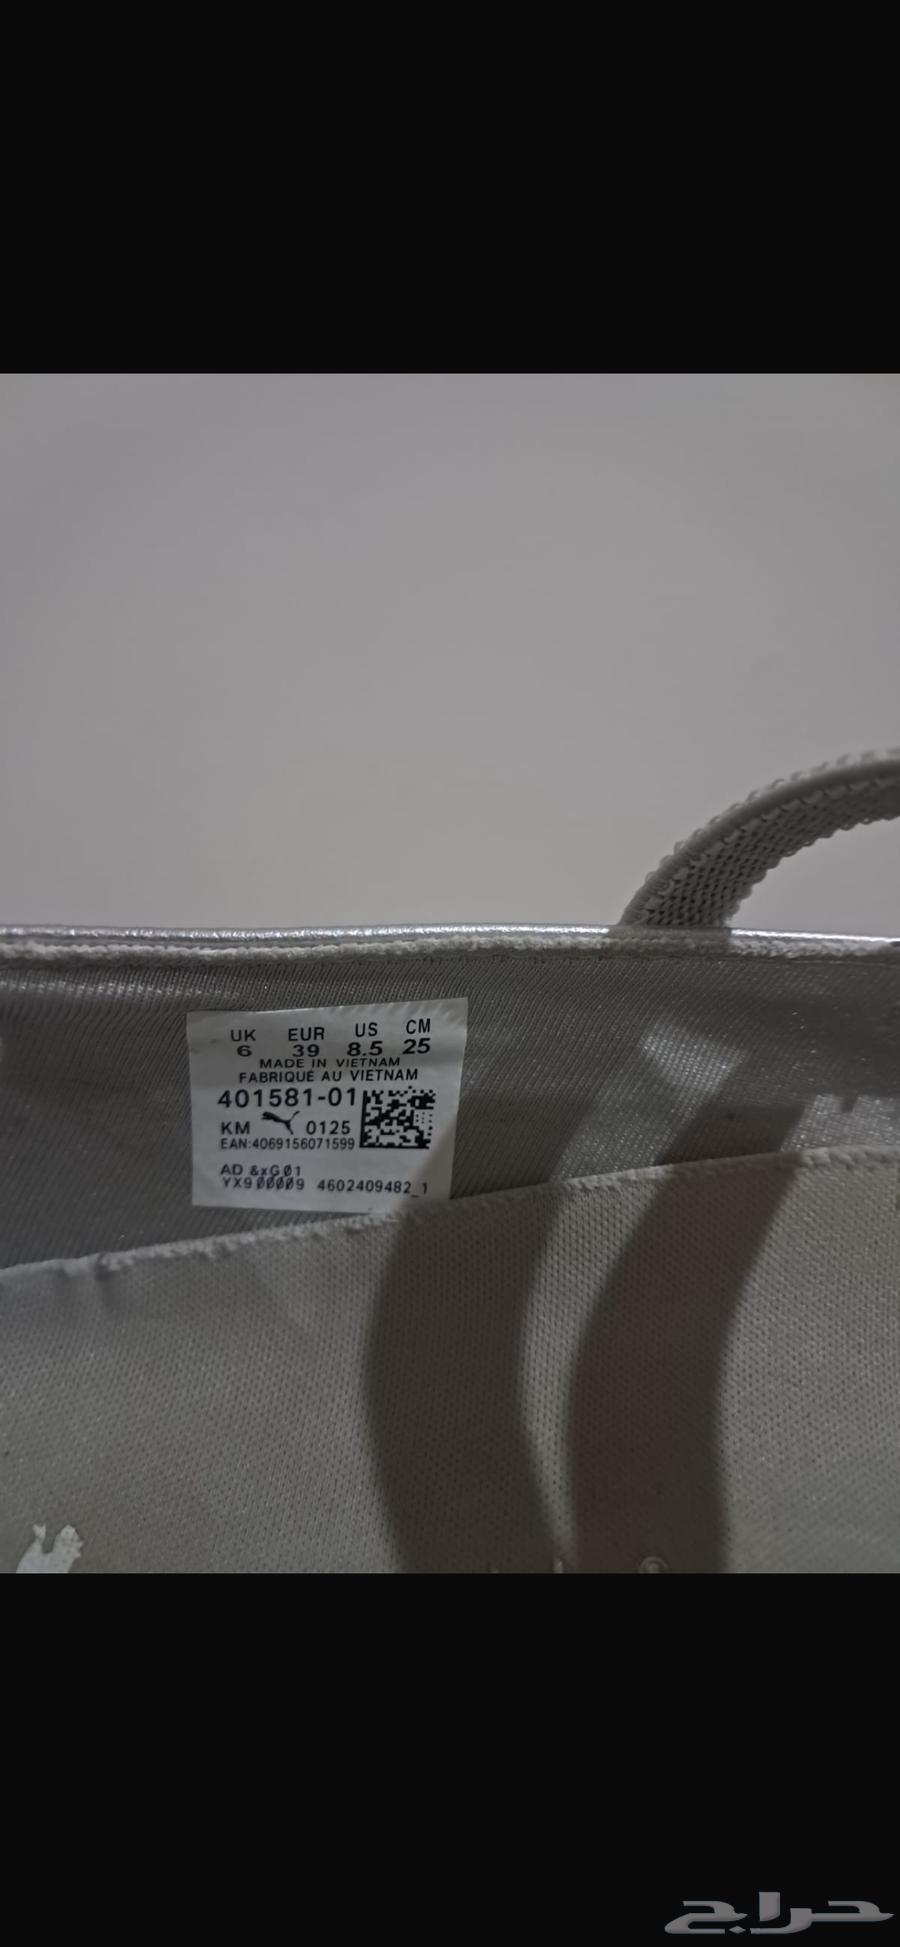 UK EUR US CM
6 39 8.5 25
MADE IN VIETNAM
FABRIQUÉ AU VIETNAM
401581-01
KM 0125
EAN:4069156071599
AD &xG01
YX900009 4602409482_1
حراج